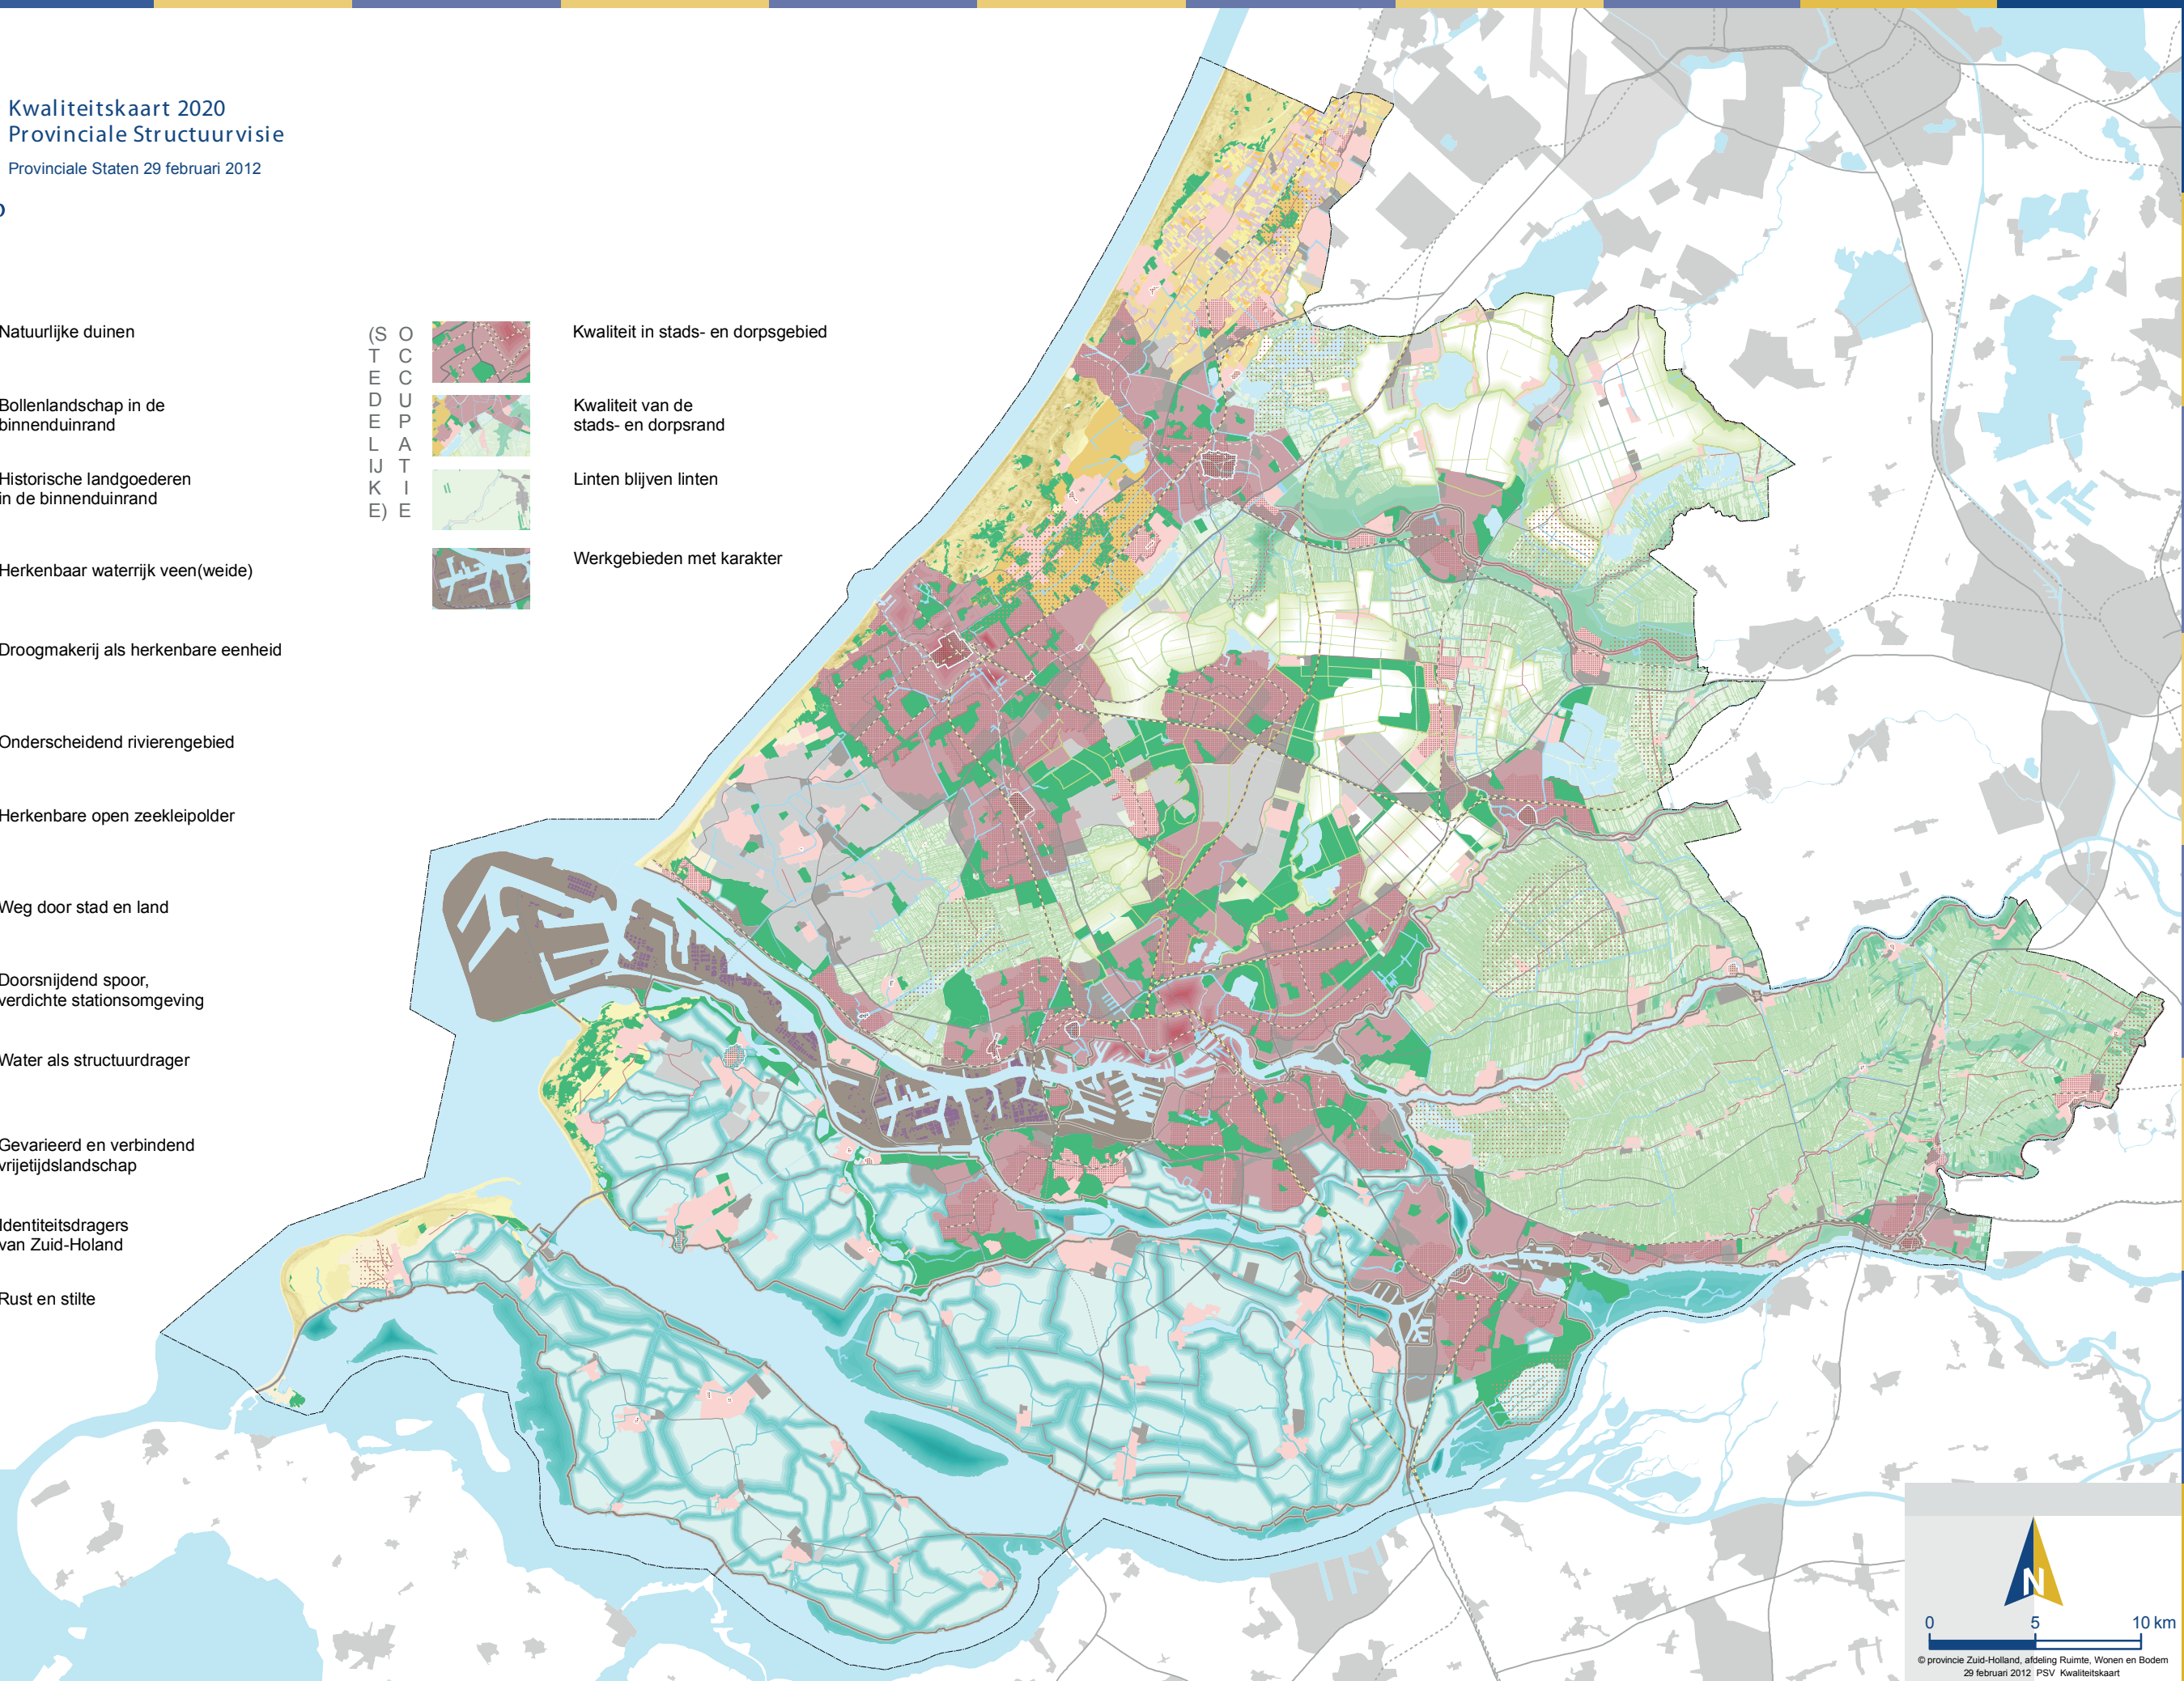 Kwaliteitskaart 2020
Provinciale Structuurvisie
Provinciale Staten 29 februari 2012
Natuurlijke duinen
Bollenlandschap in de
binnenduinrand
Historische landgoederen
in de binnenduinrand
Herkenbaar waterrijk veen(weide)
Droogmakerij als herkenbare eenheid
Onderscheidend rivierengebied
Herkenbare open zeekleipolder
Weg door stad en land
Doorsnijdend spoor,
verdichte stationsomgeving
Water als structuurdrager
Gevarieerd en verbindend
vrijetijdslandschap
Identiteitsdragers
van Zuid-Holand
Rust en stilte
(STEDELIJKE)
OCCUPATIE
Kwaliteit in stads- en dorpsgebied
Kwaliteit van de
stads- en dorpsrand
Linten blijven linten
Werkgebieden met karakter
N
0 5 10 km
© provincie Zuid-Holland, afdeling Ruimte, Wonen en Bodem
29 februari 2012 PSV Kwaliteitskaart